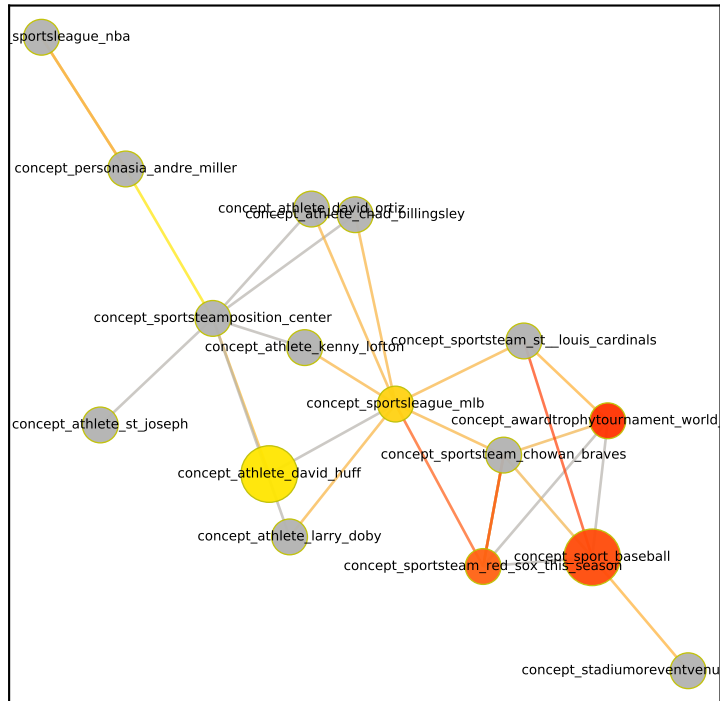 _sportsleague_nba
concept_personasia_andre_miller
concept_athlete_david_ortiz
concept_athlete_chad_billingsley
concept_sportsteamposition_center
concept_athlete_kenny_lofton
concept_sportsteam_st__louis_cardinals
concept_sportsleague_mlb
concept_awardtrophytournament_world_
concept_athlete_st_joseph
concept_sportsteam_chowan_braves
concept_athlete_david_huff
concept_athlete_larry_doby
concept_sport_baseball
concept_sportsteam_red_sox_this_season
concept_stadiumoreventvenu